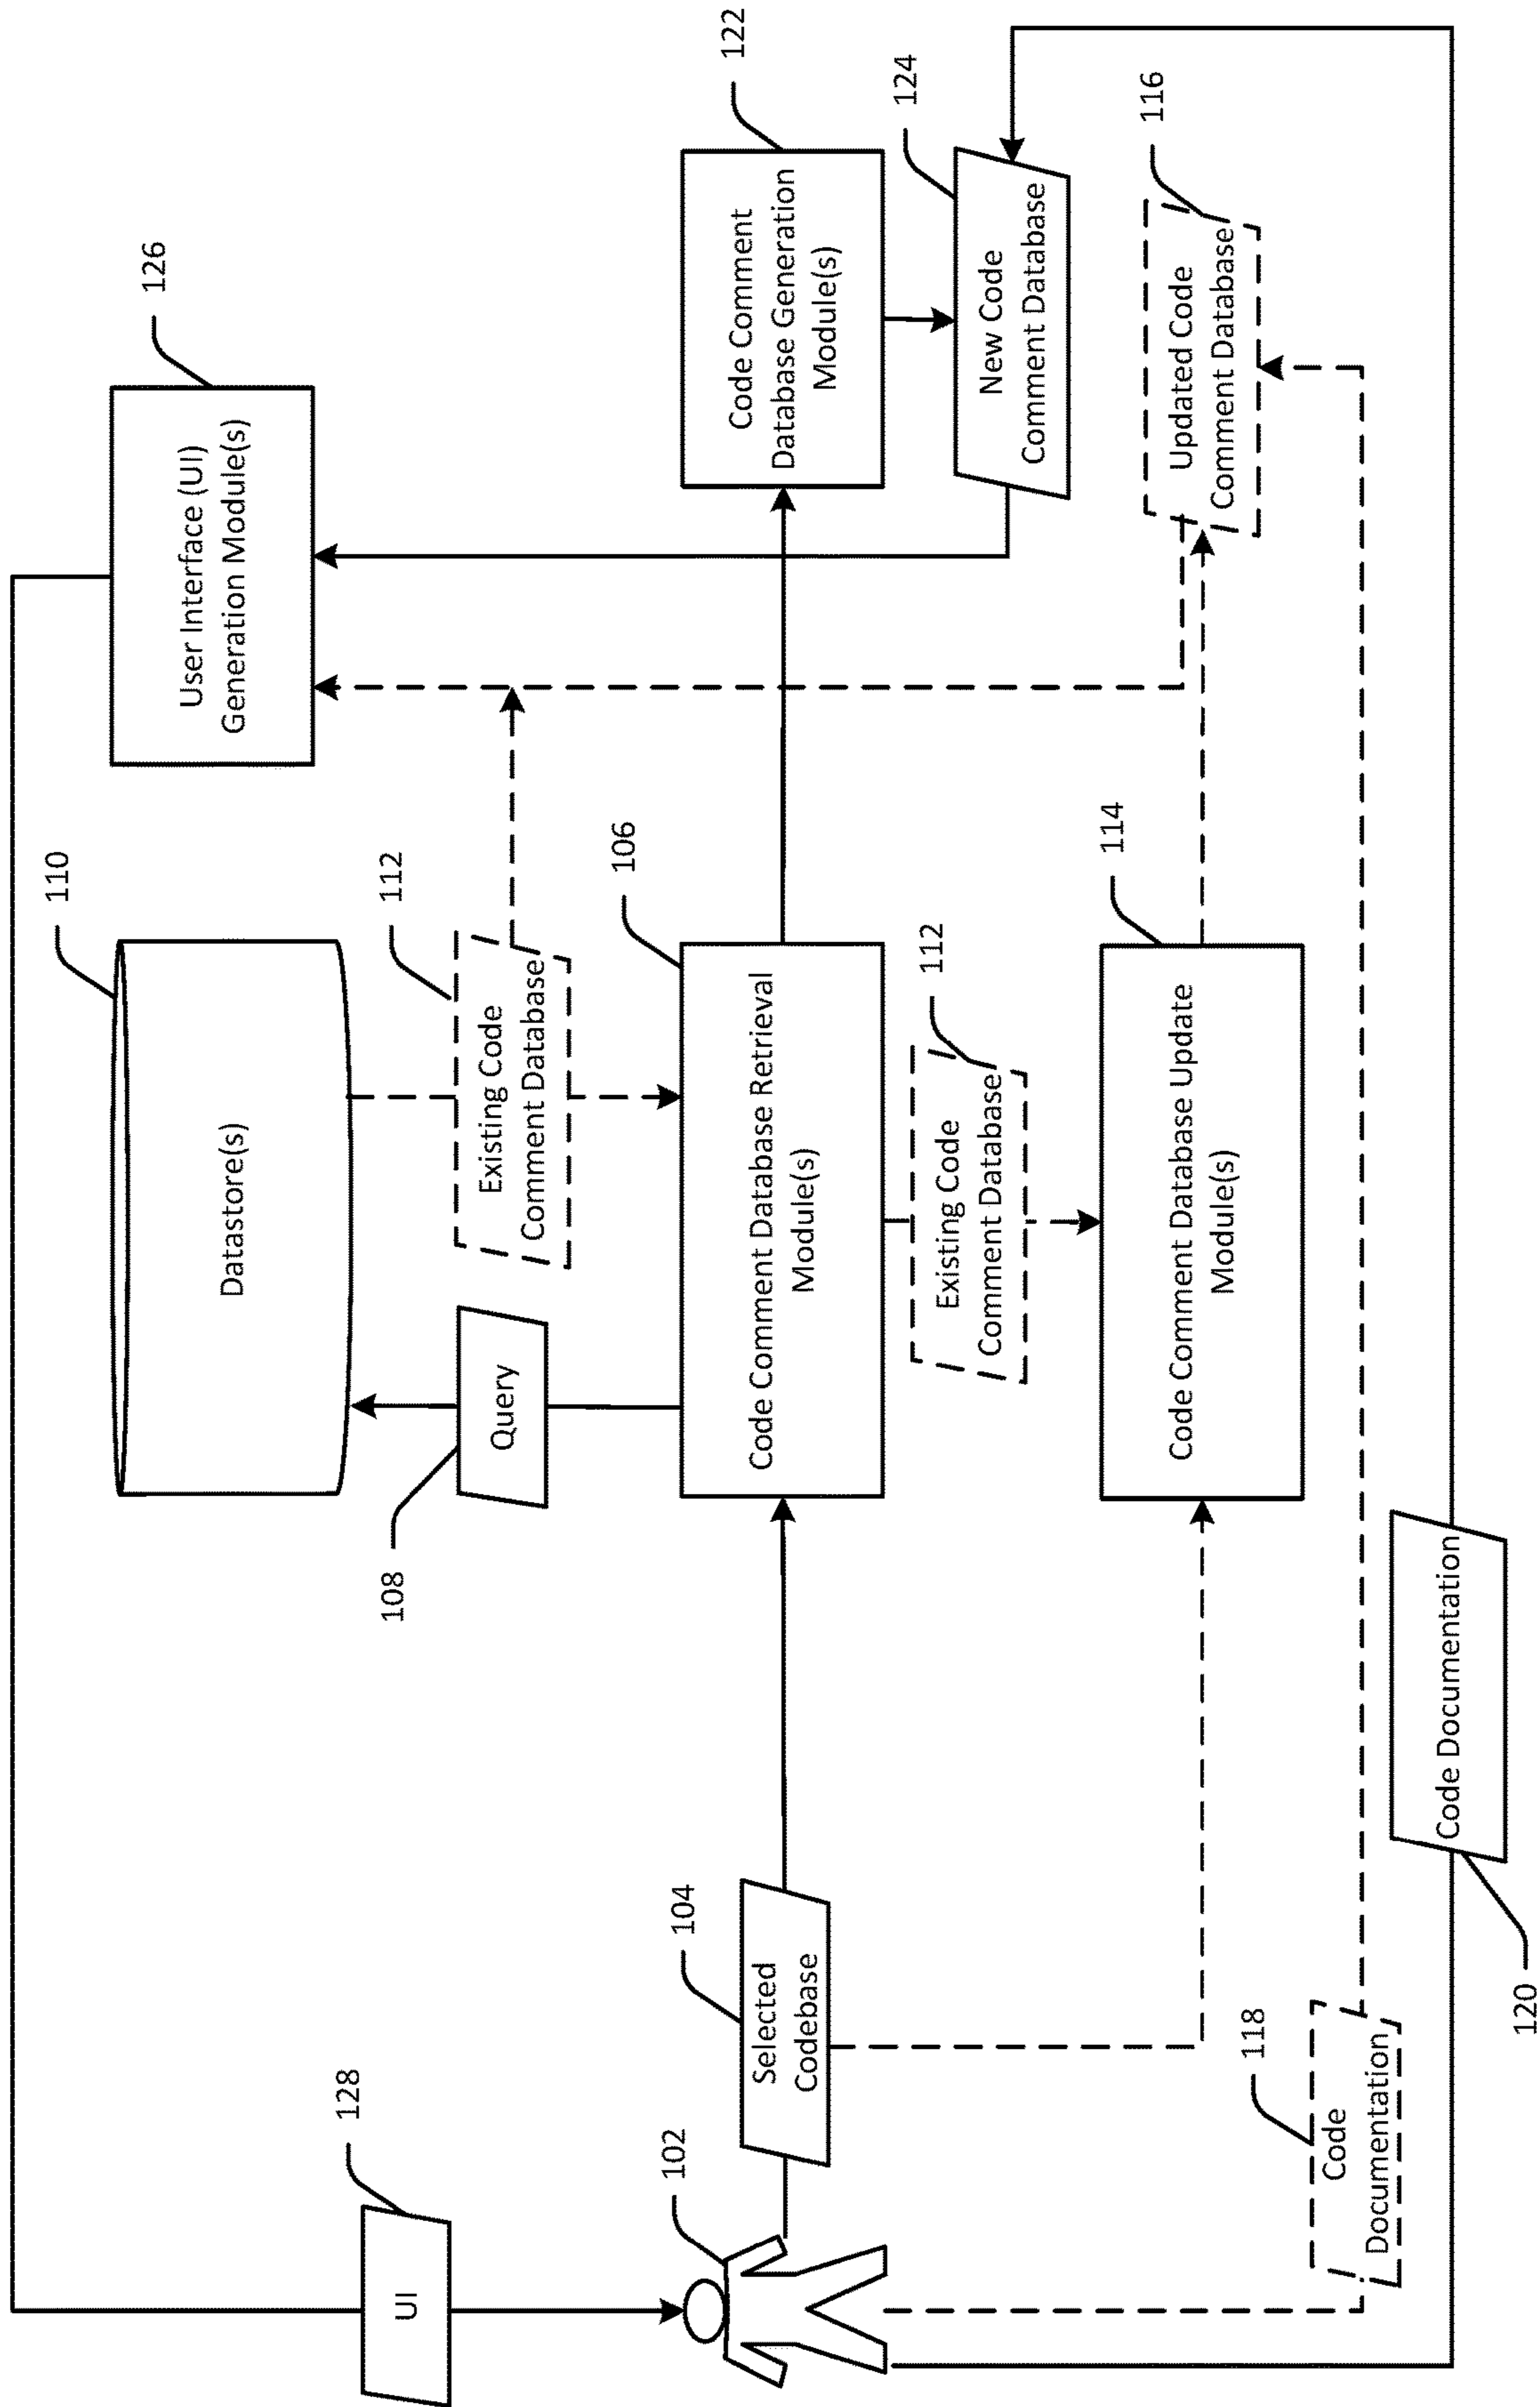 126
User Interface (UI)
Generation Module(s)
110
Datastore(s)
128
UI
108
Query
112
Existing Code
Comment Database
122
Code Comment
Database Generation
Module(s)
106
Code Comment Database Retrieval
Module(s)
104
Selected
Codebase
102
124
New Code
Comment Database
112
Existing Code
Comment Database
116
Updated Code
Comment Database
114
Code Comment Database Update
Module(s)
118
Code
Documentation
Code Documentation
120